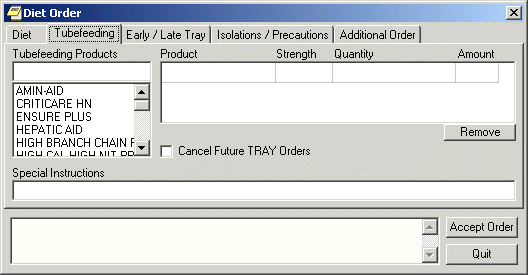 Diet Order
Diet Tubefeeding Early / Late Tray Isolations / Precautions Additional Order
Tubefeeding Products
Product Strength Quantity Amount
AMIN-AID
CRITICARE HN
ENSURE PLUS
HEPATIC AID
HIGH BRANCH CHAIN F
HIGH CAL HIGH NIT PR
Remove
Cancel Future TRAY Orders
Special Instructions
Accept Order
Quit